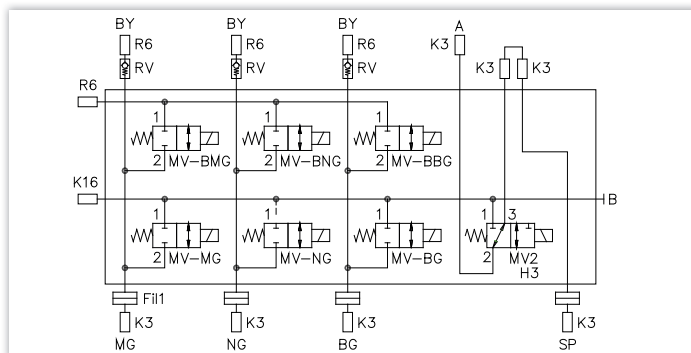 BY BY BY A
R6 R6 R6 K3 K3 K3
RV RV RV
R6
1 1 1
2 MV-BMG 2 MV-BNG 2 MV-BBG
K16 B
1 1 1 1 3
2 MV-MG 2 MV-NG 2 MV-BG 2 MV2
H3
Fil1
K3 K3 K3 K3
MG NG BG SP